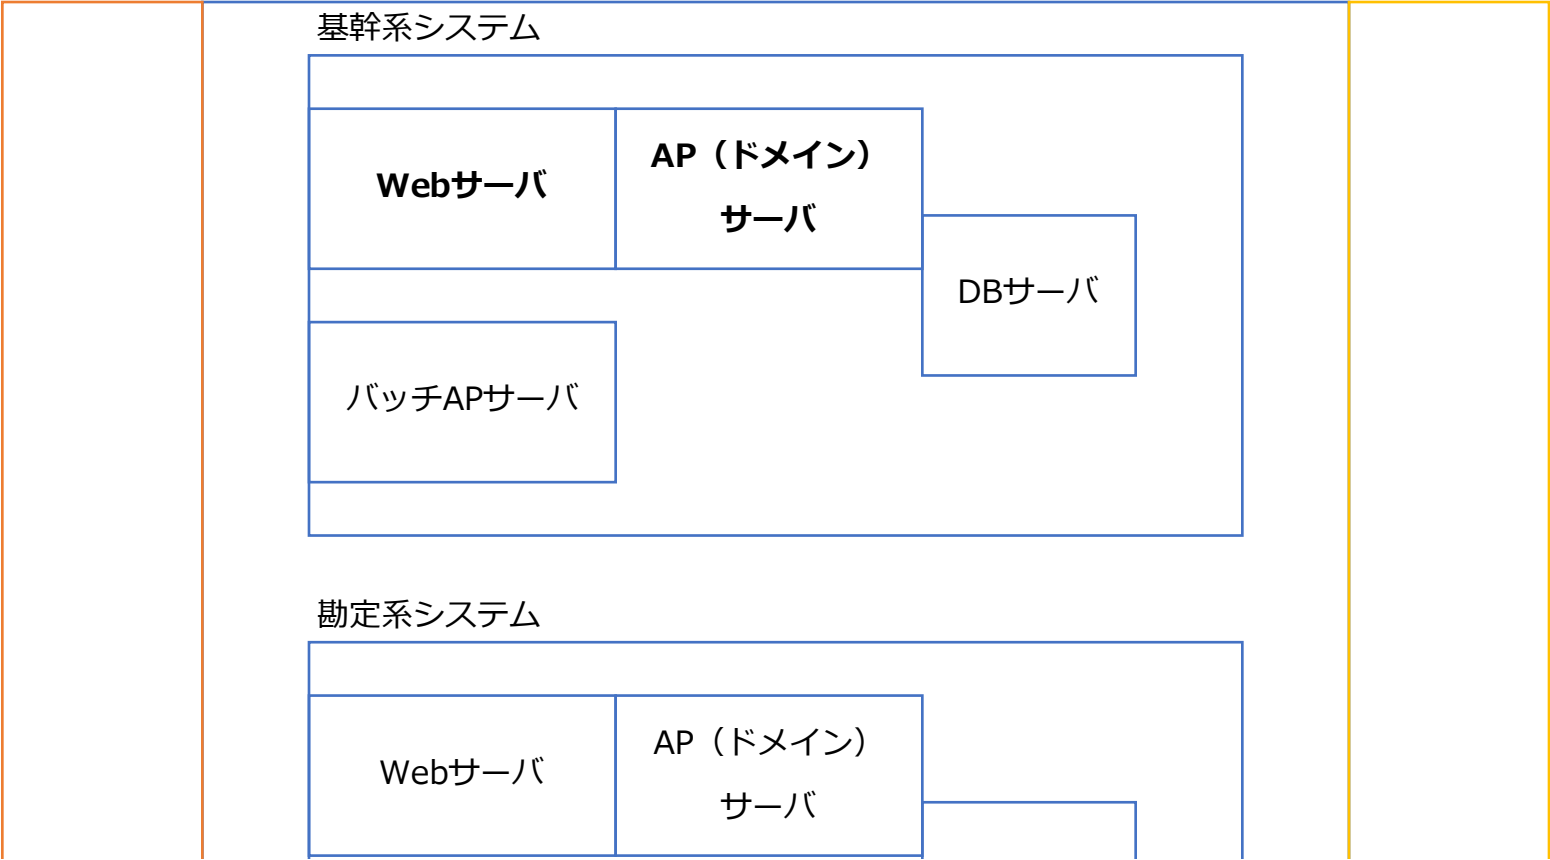 基幹系システム
Webサーバ
AP（ドメイン）
サーバ
DBサーバ
バッチAPサーバ
勘定系システム
Webサーバ
AP（ドメイン）
サーバ